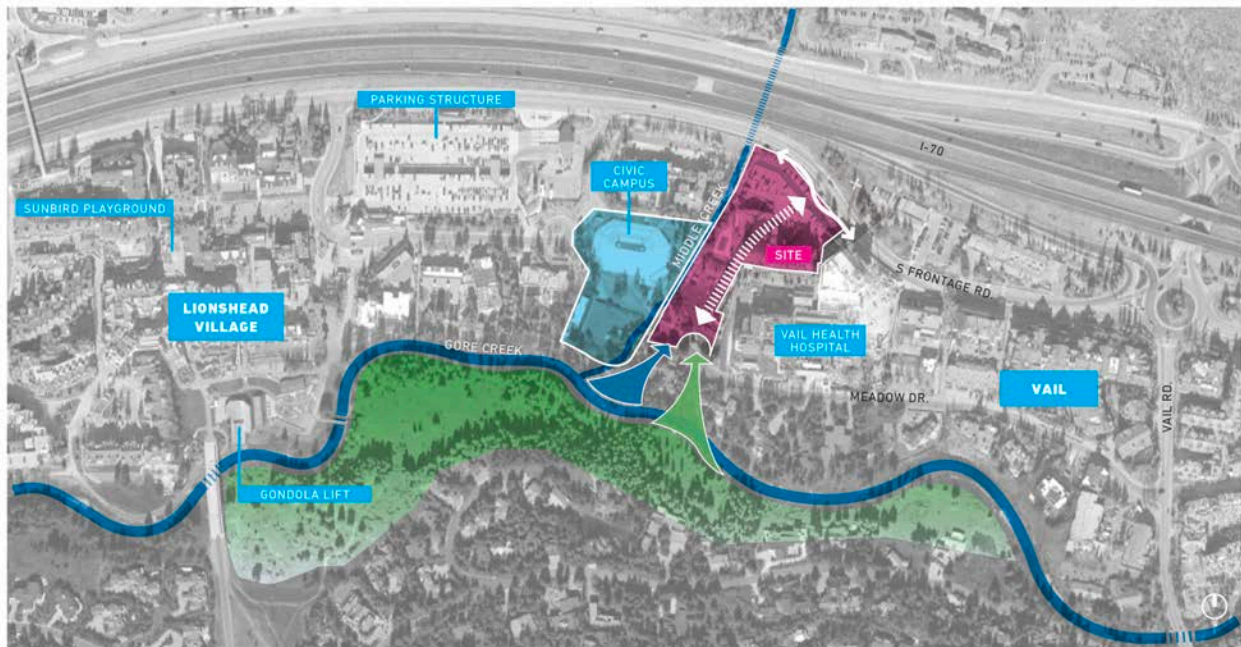 PARKING STRUCTURE
I-70
CIVIC
CAMPUS
SUNBIRD PLAYGROUND
MIDDLE CREEK
SITE
S FRONTAGE RD.
LIONSHEAD
VILLAGE
VAIL HEALTH
HOSPITAL
GORE CREEK
MEADOW DR.
VAIL
VAIL RD.
GONDOLA LIFT